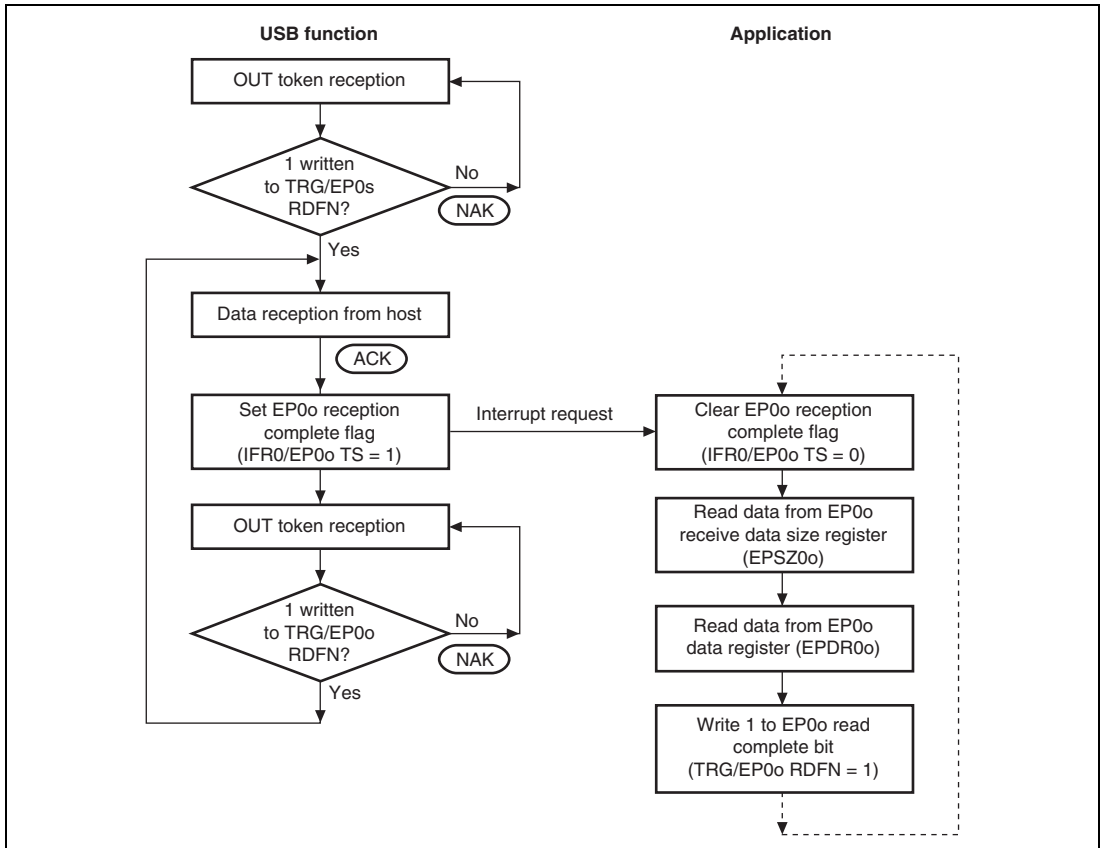 USB function
Application
OUT token reception
1 written
to TRG/EP0s
RDFN?
No
NAK
Yes
Data reception from host
ACK
Set EP0o reception
complete flag
(IFR0/EP0o TS = 1)
Interrupt request
Clear EP0o reception
complete flag
(IFR0/EP0o TS = 0)
OUT token reception
Read data from EP0o
receive data size register
(EPSZ0o)
1 written
to TRG/EP0o
RDFN?
No
NAK
Yes
Read data from EP0o
data register (EPDR0o)
Write 1 to EP0o read
complete bit
(TRG/EP0o RDFN = 1)